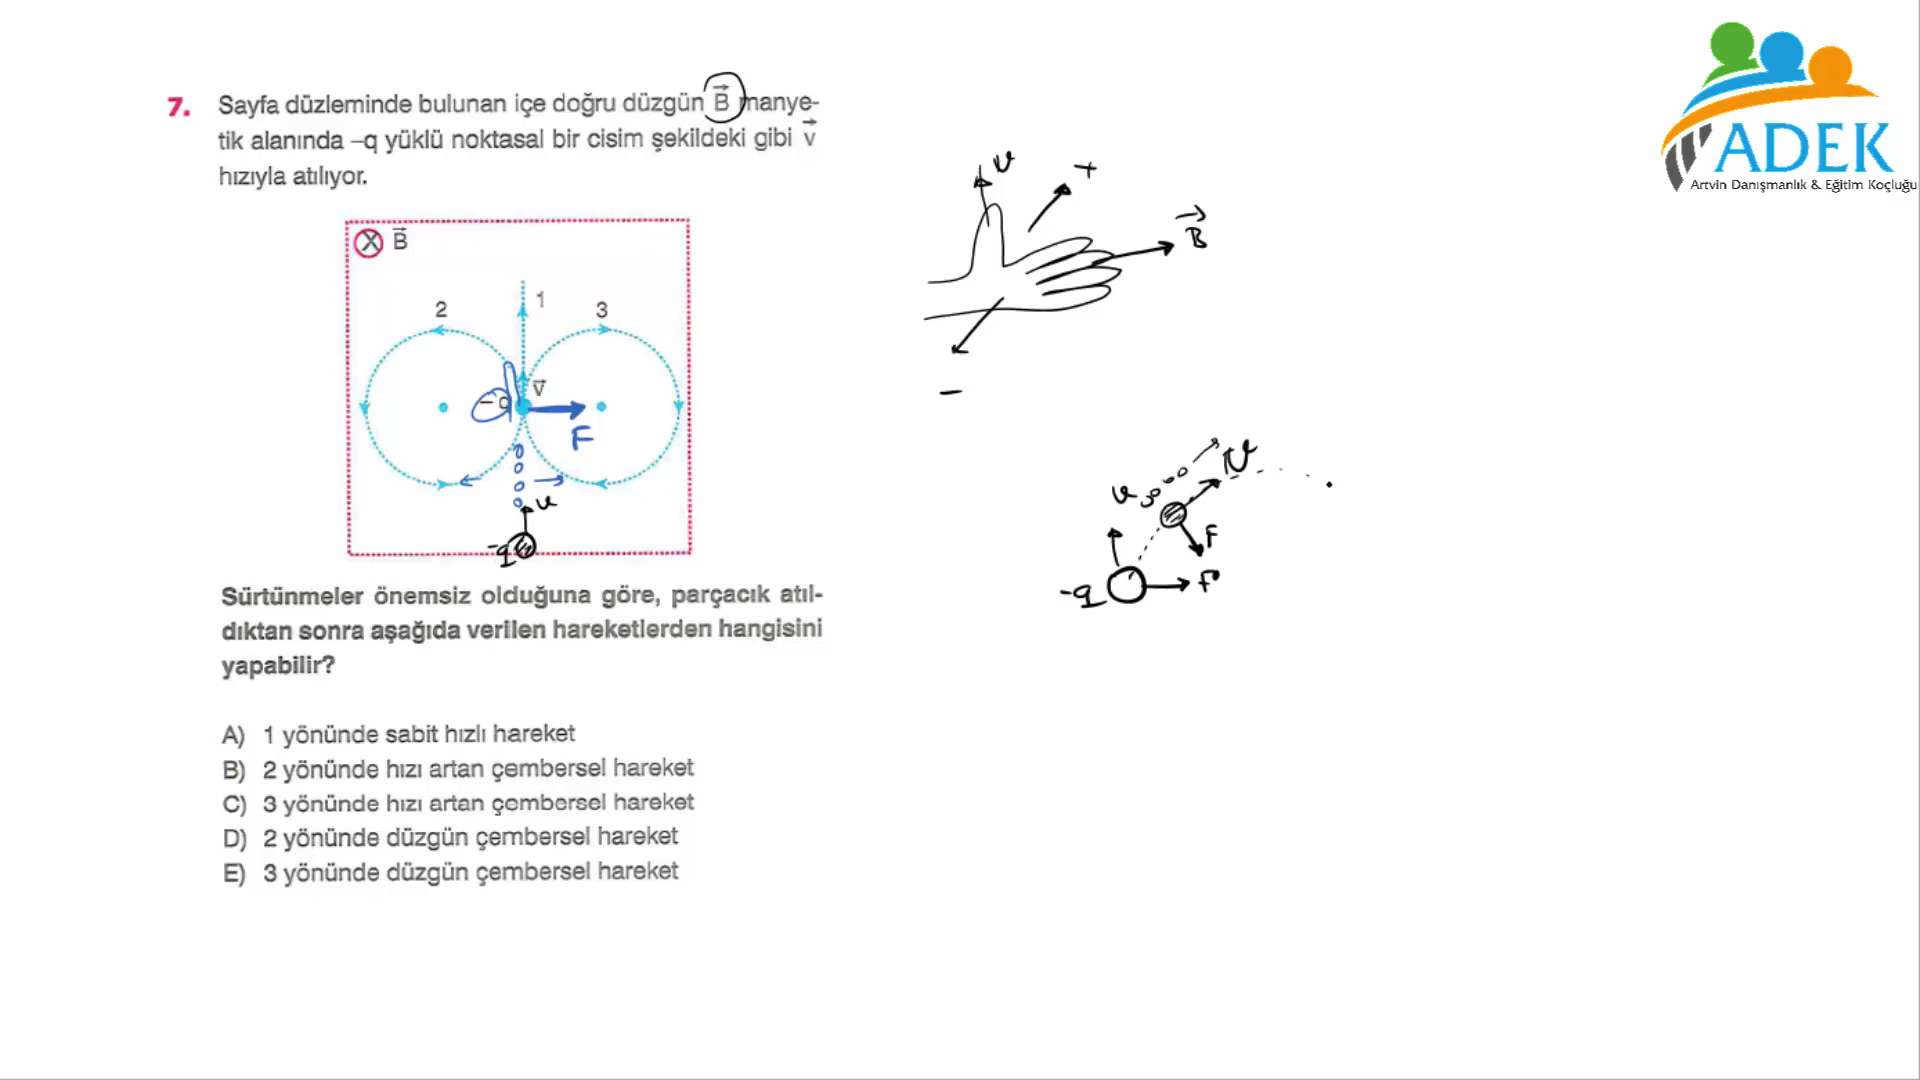 7. Sayfa düzleminde bulunan içe doğru düzgün B manye-
tik alanında –q yüklü noktasal bir cisim şekildeki gibi v
hızıyla atılıyor.
X B
2 1 3
v
–q
F
v
-q
Sürtünmeler önemsiz olduğuna göre, parçacık atıl-
dıktan sonra aşağıda verilen hareketlerden hangisini
yapabilir?
A) 1 yönünde sabit hızlı hareket
B) 2 yönünde hızı artan çembersel hareket
C) 3 yönünde hızı artan çembersel hareket
D) 2 yönünde düzgün çembersel hareket
E) 3 yönünde düzgün çembersel hareket
v +
B
–
v v
F
-q F
ADEK
Artvin Danışmanlık & Eğitim Koçluğu